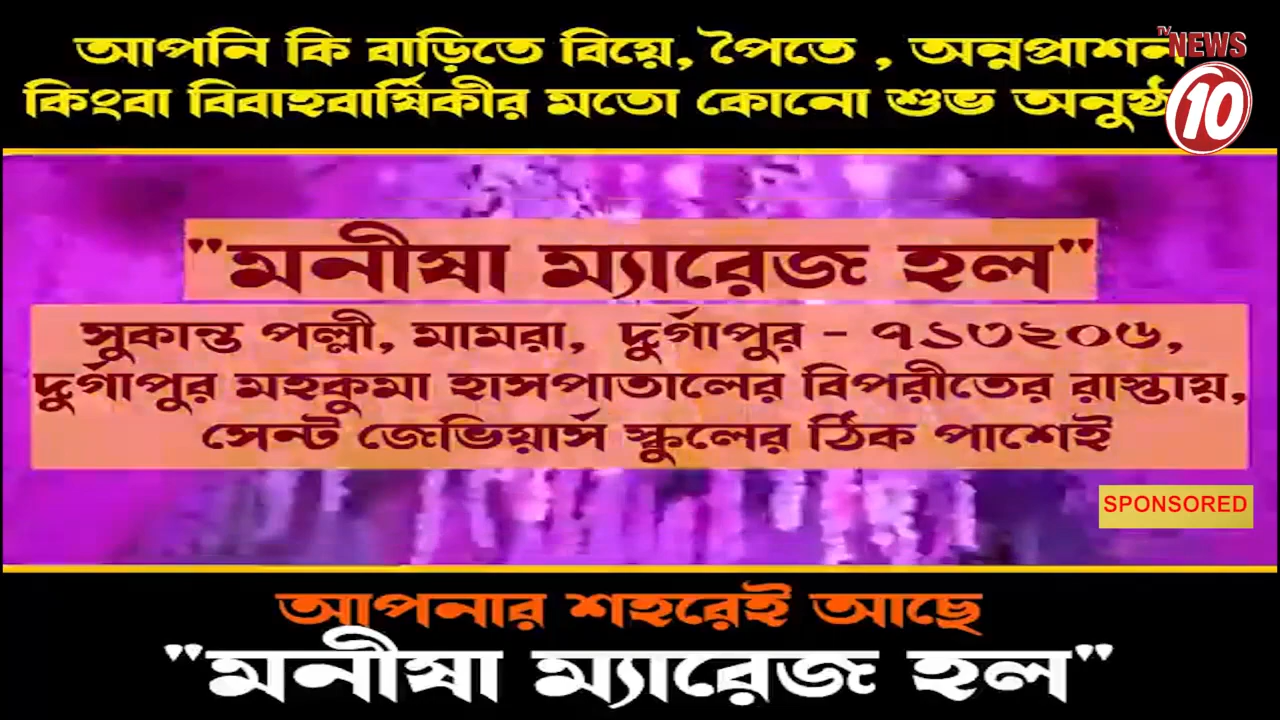 আপনি কি বাড়িতে বিয়ে, পৈতে , অন্নপ্রাশন
কিংবা বিবাহবার্ষিকীর মতো কোনো শুভ
TV NEWS
10
"মনীষা ম্যারেজ হল"
সুকান্ত পল্লী, মামরা, দুর্গাপুর - ৭১৩২০৬,
দুর্গাপুর মহকুমা হাসপাতালের বিপরীতের রাস্তায়,
সেন্ট জেভিয়ার্স স্কুলের ঠিক পাশেই
SPONSORED
আপনার শহরেই আছে
"মনীষা ম্যারেজ হল"